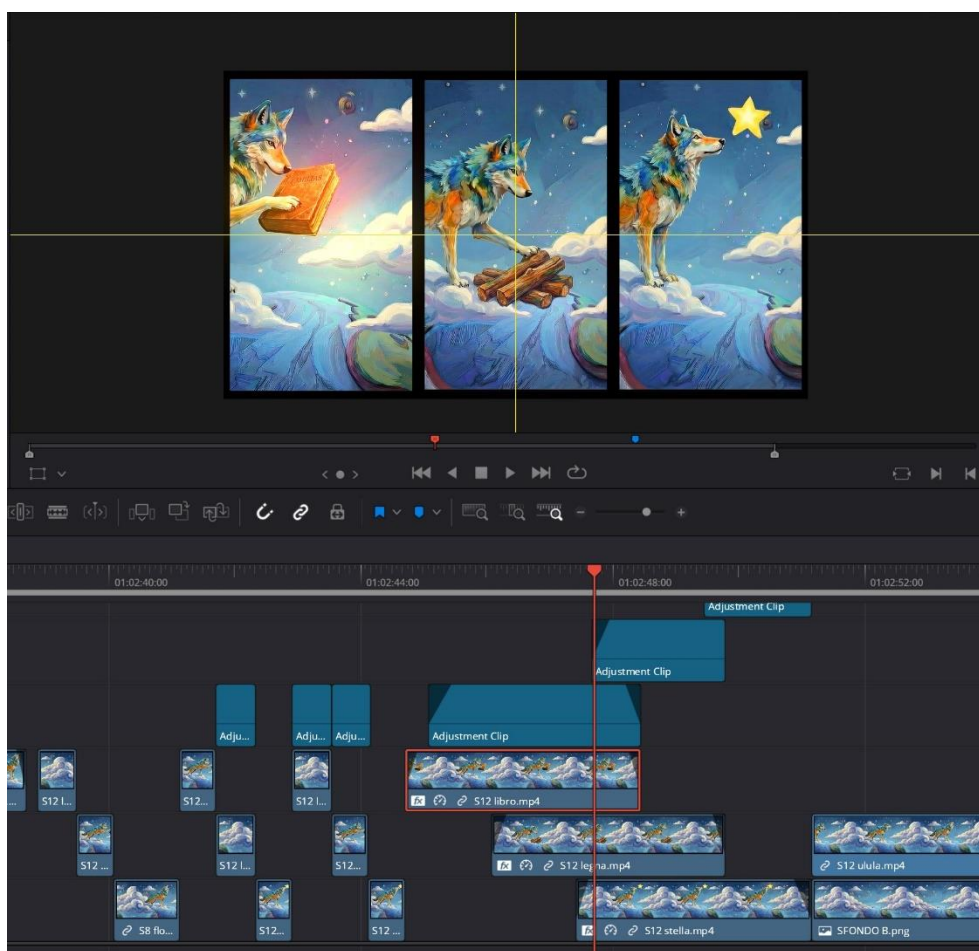 01:02:40:00
01:02:44:00
01:02:48:00
01:02:52:00
Adjustment Clip
Adjustment Clip
Adju...
Adju...
Adju...
Adjustment Clip
...
S12 l...
S12...
S12 l...
S12 libro.mp4
S12 ...
S12 l...
S12...
S12 legna.mp4
S12 ulula.mp4
S8 flo...
S12...
S12 ...
S12 stella.mp4
SFONDO B.png